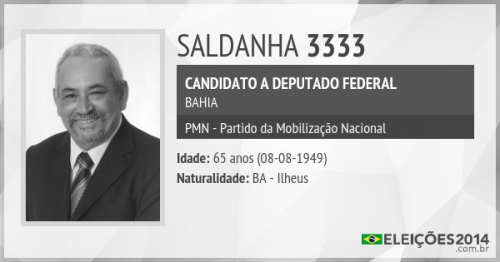 SALDANHA 3333
CANDIDATO A DEPUTADO FEDERAL
BAHIA
PMN - Partido da Mobilização Nacional
Idade: 65 anos (08-08-1949)
Naturalidade: BA - Ilheus
ELEIÇÕES2014
.com.br